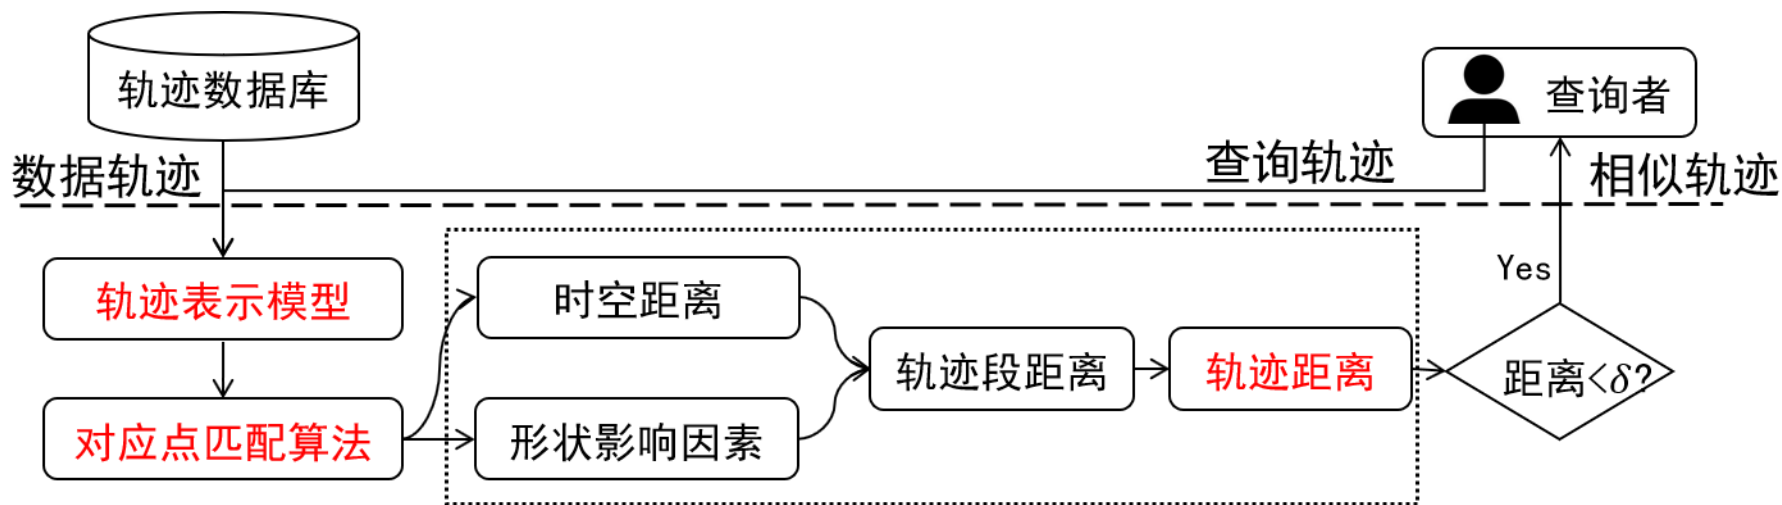 轨迹数据库
查询者
数据轨迹
查询轨迹
相似轨迹
轨迹表示模型
时空距离
Yes
轨迹段距离
轨迹距离
距离<δ?
对应点匹配算法
形状影响因素